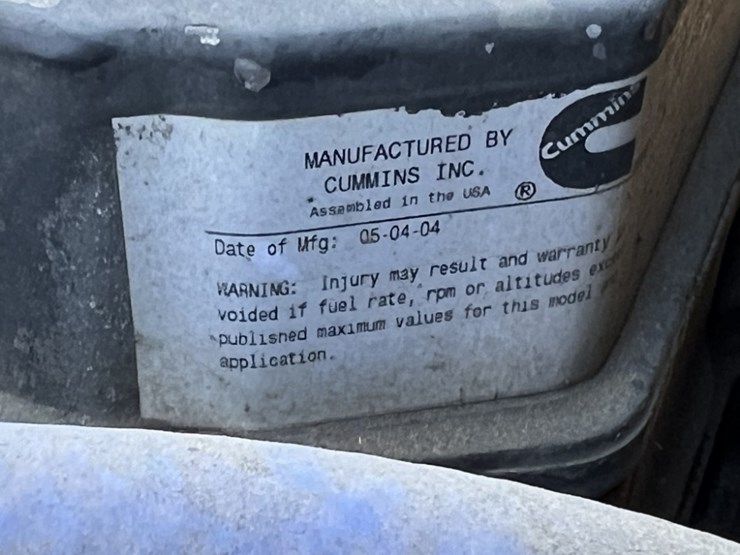 MANUFACTURED BY
CUMMINS INC.
Cummins
Assembled in the USA ®
Date of Mfg: 05-04-04
WARNING: Injury may result and warranty
voided if fuel rate, rpm or altitudes
published maximum values for this model
application.